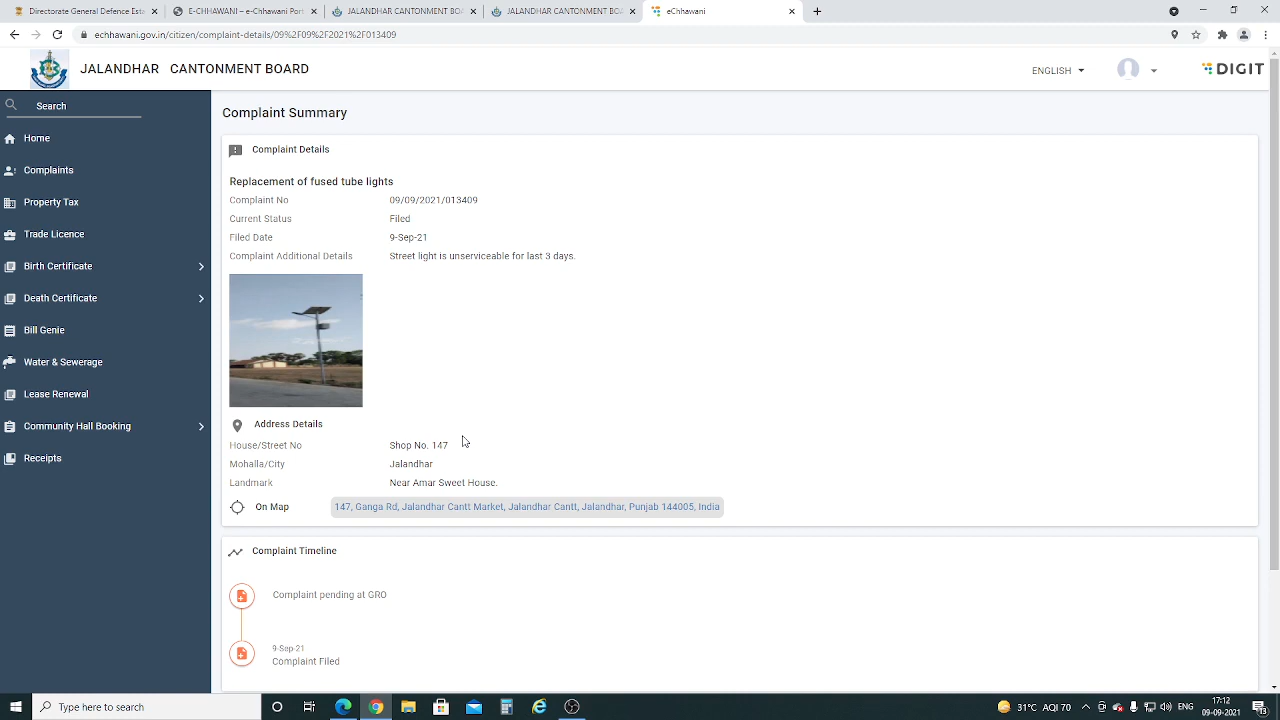 Directorate General Defence Esta
E-CHHAWANI – e-Chhawani Port
JALANDHAR CANTONMENT BOARD
JALANDHAR CANTONMENT BOA
eChhawani
echhawani.gov.in/citizen/complaint-details/09%2F09%2F2021%2F013409
JALANDHAR CANTONMENT BOARD
ENGLISH
DIGIT
Search
Home
Complaints
Property Tax
Trade Licence
Birth Certificate
Death Certificate
Bill Genie
Water & Sewerage
Lease Renewal
Community Hall Booking
Receipts
Complaint Summary
Complaint Details
Replacement of fused tube lights
Complaint No 09/09/2021/013409
Current Status Filed
Filed Date 9-Sep-21
Complaint Additional Details Street light is unserviceable for last 3 days.
Address Details
House/Street No Shop No. 147
Mohalla/City Jalandhar
Landmark Near Amar Sweet House.
On Map 147, Ganga Rd, Jalandhar Cantt Market, Jalandhar Cantt, Jalandhar, Punjab 144005, India
Complaint Timeline
Complaint pending at GRO
9-Sep-21
Complaint Filed
Type here to search
31°C AQI 70
17:12
09-09-2021